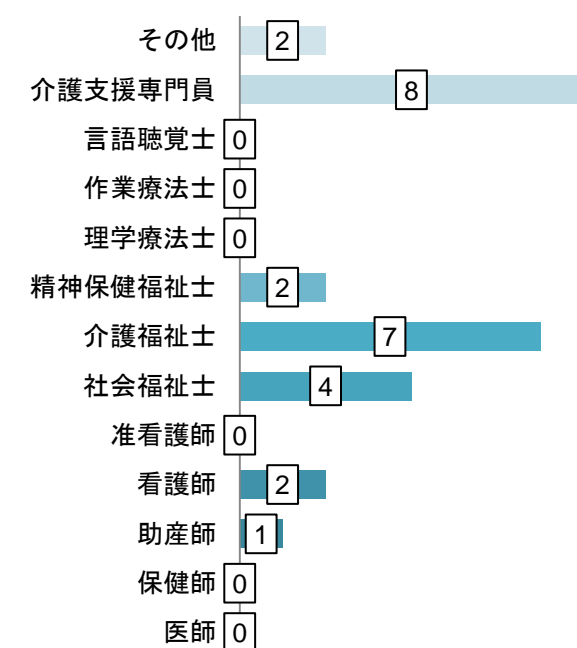 その他 2
介護支援専門員 8
言語聴覚士 0
作業療法士 0
理学療法士 0
精神保健福祉士 2
介護福祉士 7
社会福祉士 4
准看護師 0
看護師 2
助産師 1
保健師 0
医師 0